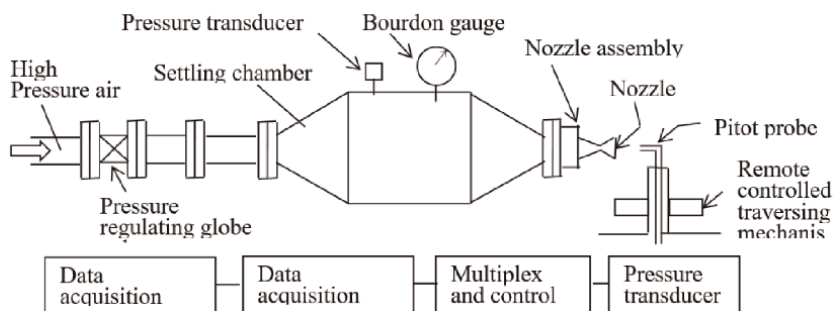 Pressure transducer
Bourdon gauge
Nozzle assembly
High
Pressure air
Settling chamber
Nozzle
Pitot probe
Pressure
regulating globe
Remote
controlled
traversing
mechanis
Data
acquisition
Data
acquisition
Multiplex
and control
Pressure
transducer